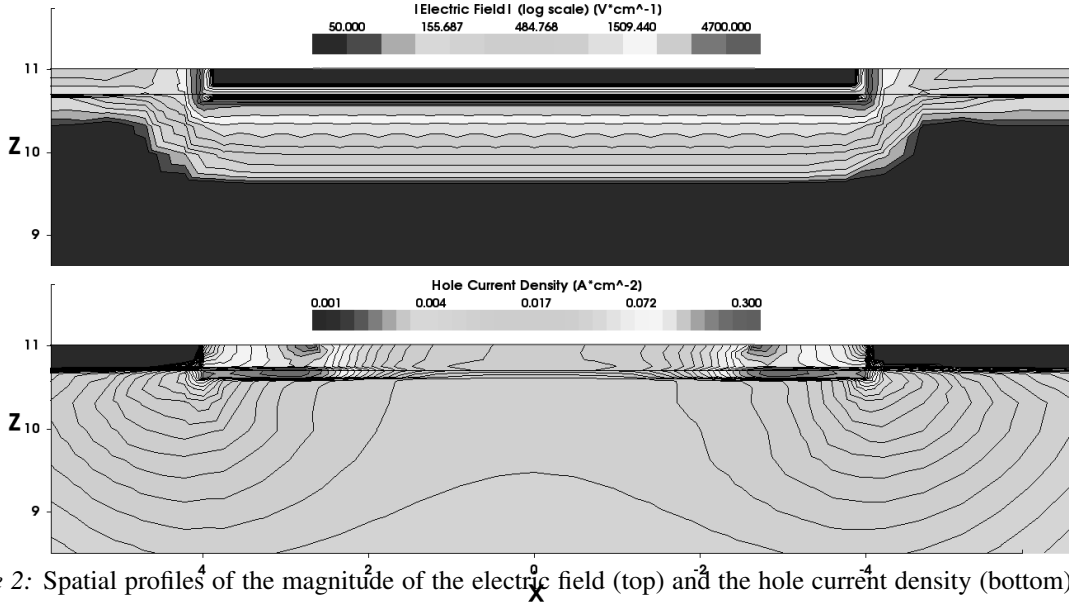 |Electric Field| (log scale) [V*cm^-1]
50.000 155.687 484.768 1509.440 4700.000
11
Z 10
9
Hole Current Density [A*cm^-2]
0.001 0.004 0.017 0.072 0.300
11
Z 10
9
4 2 0 -2 -4
X
e 2: Spatial profiles of the magnitude of the electric field (top) and the hole current density (bottom)